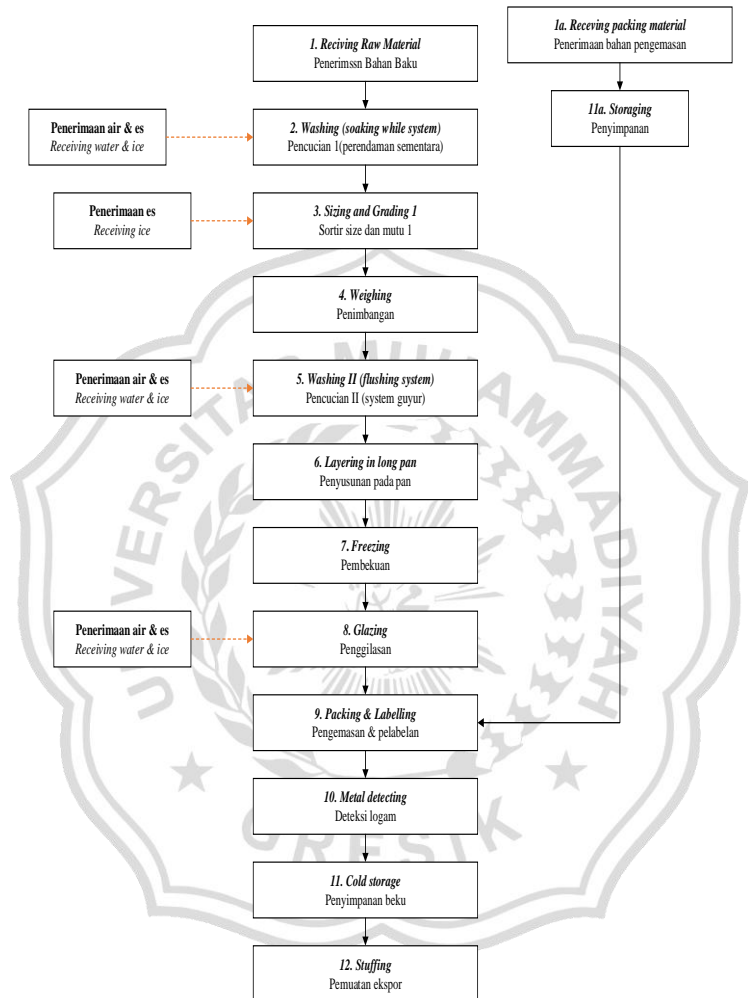 1. Reciving Raw Material
Penerimssn Bahan Baku
1a. Receving packing material
Penerimaan bahan pengemasan
11a. Storaging
Penyimpanan
Penerimaan air & es
Receiving water & ice
2. Washing (soaking while system)
Pencucian 1(perendaman sementara)
Penerimaan es
Receiving ice
3. Sizing and Grading 1
Sortir size dan mutu 1
4. Weighing
Penimbangan
Penerimaan air & es
Receiving water & ice
5. Washing II (flushing system)
Pencucian II (system guyur)
6. Layering in long pan
Penyusunan pada pan
7. Freezing
Pembekuan
Penerimaan air & es
Receiving water & ice
8. Glazing
Penggilasan
9. Packing & Labelling
Pengemasan & pelabelan
10. Metal detecting
Deteksi logam
11. Cold storage
Penyimpanan beku
12. Stuffing
Pemuatan ekspor
UNIVERSITAS MUHAMMADIYAH
GRESIK